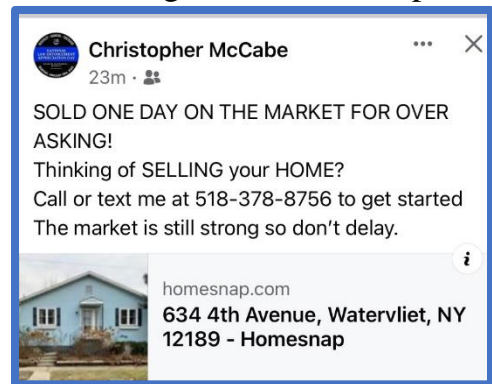 Christopher McCabe
23m ·
SOLD ONE DAY ON THE MARKET FOR OVER
ASKING!
Thinking of SELLING your HOME?
Call or text me at 518-378-8756 to get started
The market is still strong so don't delay.
homesnap.com
634 4th Avenue, Watervliet, NY
12189 - Homesnap